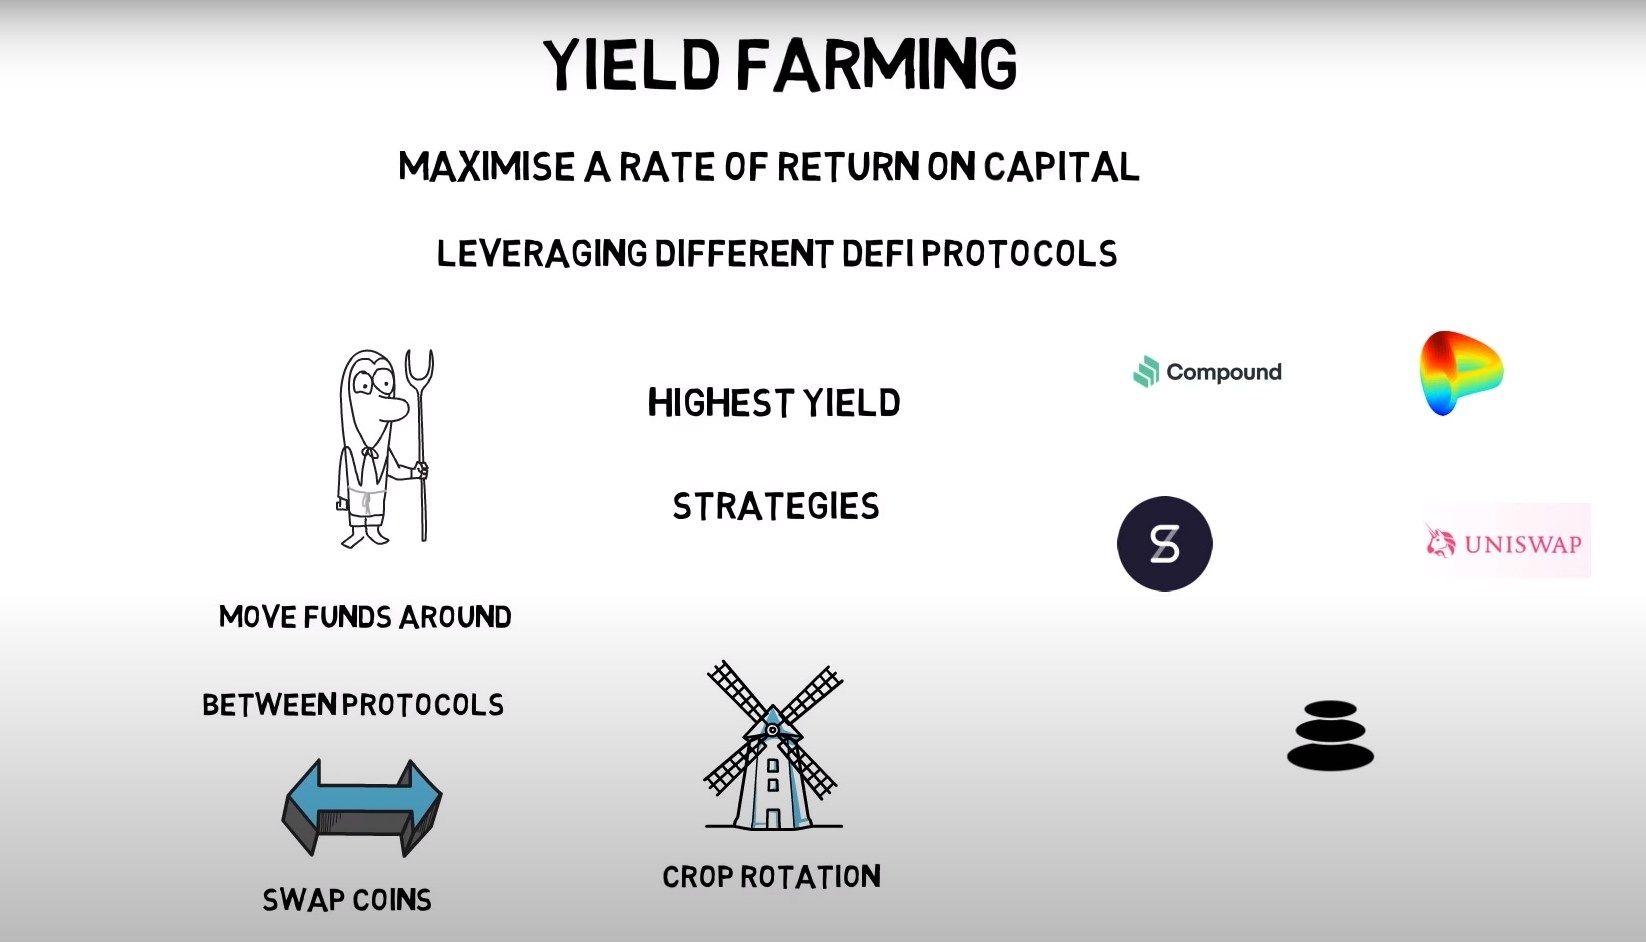 YIELD FARMING
MAXIMISE A RATE OF RETURN ON CAPITAL
LEVERAGING DIFFERENT DEFI PROTOCOLS
HIGHEST YIELD
STRATEGIES
MOVE FUNDS AROUND
BETWEEN PROTOCOLS
SWAP COINS
CROP ROTATION
Compound
S
UNISWAP